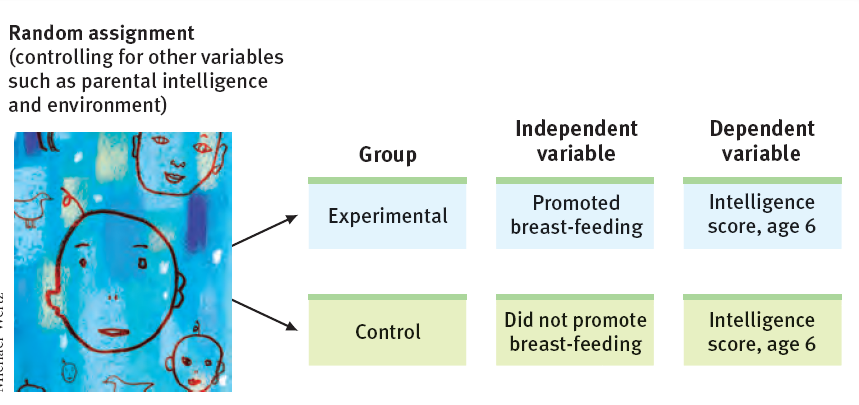 Random assignment
(controlling for other variables
such as parental intelligence
and environment)
Group
Independent
variable
Dependent
variable
Experimental
Promoted
breast-feeding
Intelligence
score, age 6
Control
Did not promote
breast-feeding
Intelligence
score, age 6